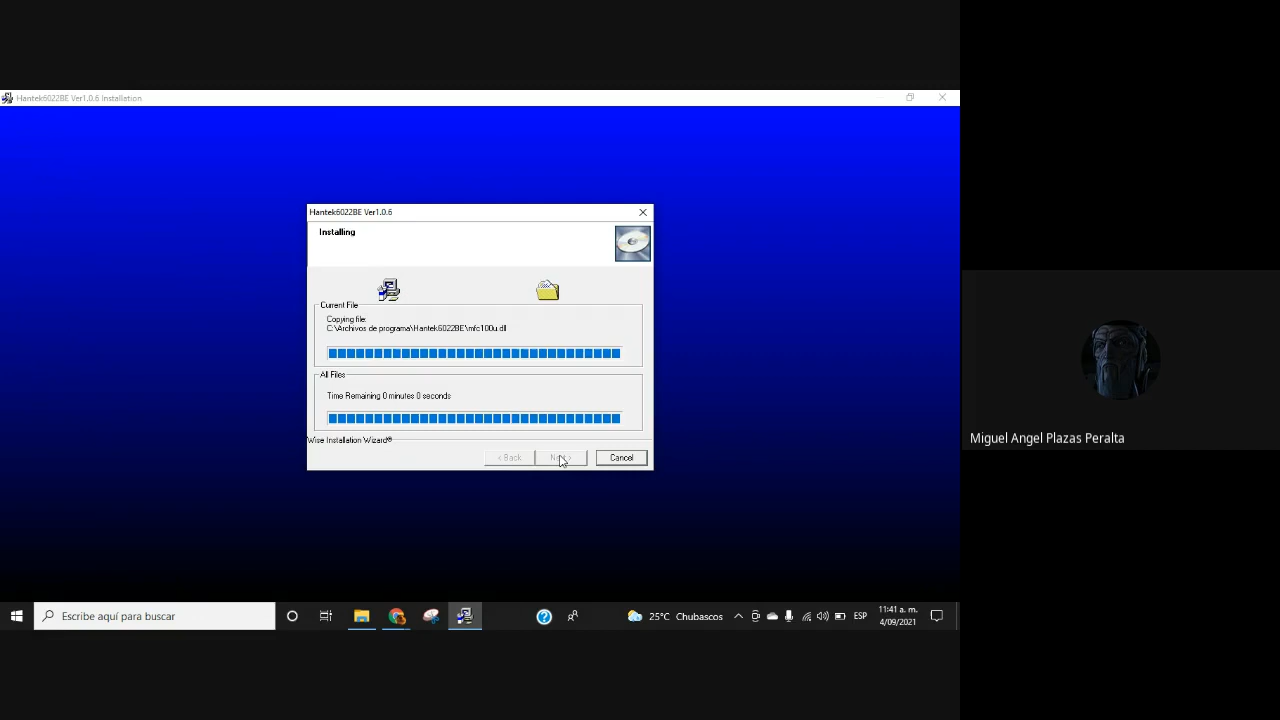 Hantek6022BE Ver1.0.6 Installation
Hantek6022BE Ver1.0.6
Installing
Current File
Copying file:
C:\Archivos de programa\Hantek6022BE\mfc100u.dll
All Files
Time Remaining 0 minutes 0 seconds
Wise Installation Wizard®
< Back
Next >
Cancel
Miguel Angel Plazas Peralta
Escribe aquí para buscar
25°C Chubascos
ESP
11:41 a. m.
4/09/2021